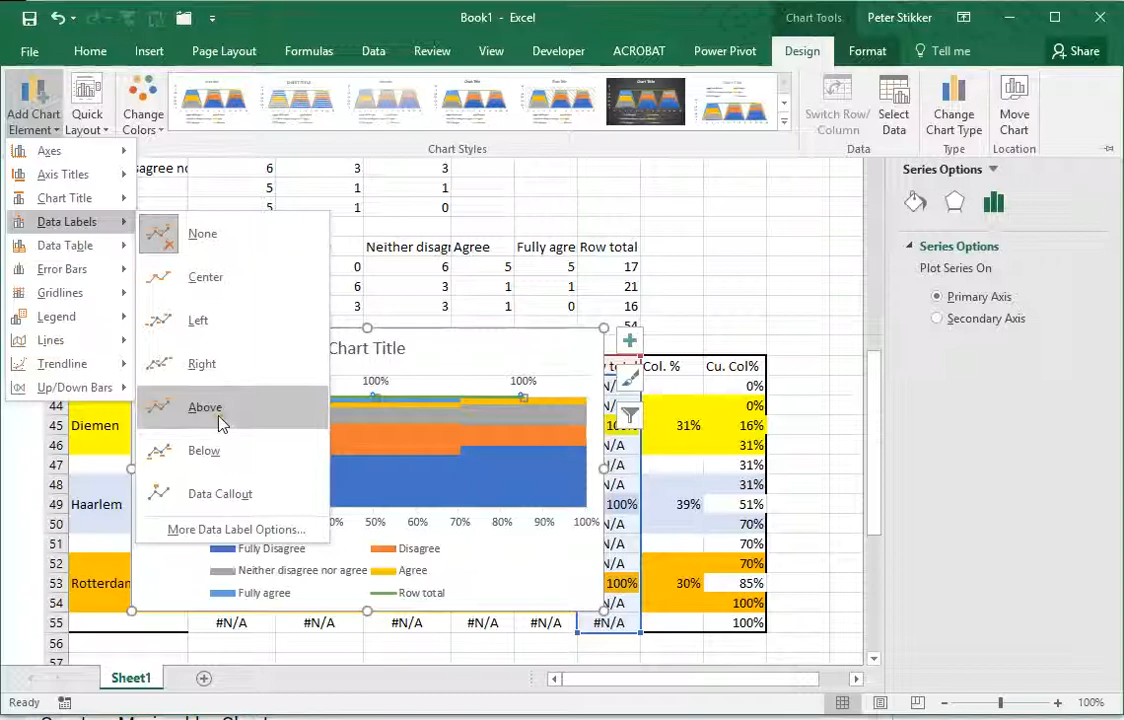 Book1 - Excel
Chart Tools
Peter Stikker
File Home Insert Page Layout Formulas Data Review View Developer ACROBAT Power Pivot Design Format Tell me Share
Add Chart Element
Quick Layout
Change Colors
Chart Title
Switch Row/ Column
Select Data
Change Chart Type
Move Chart
Chart Styles
Data
Type
Location
Axes
Axis Titles
Chart Title
Data Labels
Data Table
Error Bars
Gridlines
Legend
Lines
Trendline
Up/Down Bars
None
Center
Left
Right
Above
Below
Data Callout
More Data Label Options...
6 3 3
5 1 1
5 1 0
Neither disagr Agree Fully agre Row total
0 6 5 5 17
6 3 1 1 21
3 3 1 0 16
54
Chart Title
100% 100%
50% 60% 70% 80% 90% 100%
Fully Disagree Disagree
Neither disagree nor agree Agree
Fully agree Row total
Col. % Cu. Col%
0%
44 0%
45 Diemen 31% 16%
46 31%
47 N/A 31%
48 N/A 31%
49 Haarlem 100% 39% 51%
50 N/A 70%
51 N/A 70%
52 N/A 70%
53 Rotterdan 100% 30% 85%
54 N/A 100%
55 #N/A #N/A #N/A #N/A #N/A #N/A 100%
56
57
Series Options
Series Options
Plot Series On
Primary Axis
Secondary Axis
Sheet1
Ready
100%